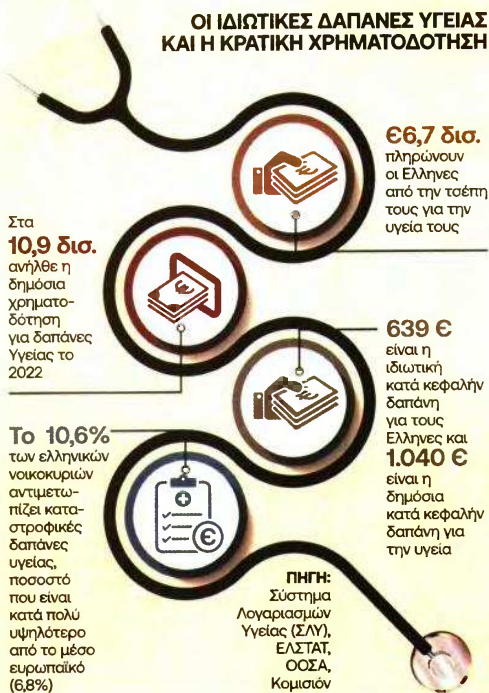 ΟΙ ΙΔΙΩΤΙΚΕΣ ΔΑΠΑΝΕΣ ΥΓΕΙΑΣ
ΚΑΙ Η ΚΡΑΤΙΚΗ ΧΡΗΜΑΤΟΔΟΤΗΣΗ
€6,7 δισ.
πληρώνουν
οι Ελληνες
από την τσέπη
τους για την
υγεία τους
Στα
10,9 δισ.
ανήλθε η
δημόσια
χρηματο-
δότηση
για δαπάνες
Υγείας το
2022
639 €
είναι η
ιδιωτική
κατά κεφαλήν
δαπάνη
για τους
Ελληνες και
1.040 €
είναι η
δημόσια
κατά κεφαλήν
δαπάνη για
την υγεία
Το 10,6%
των ελληνικών
νοικοκυριών
αντιμετω-
πίζει κατα-
στροφικές
δαπάνες
υγείας,
ποσοστό
που είναι
κατά πολύ
υψηλότερο
από το μέσο
ευρωπαϊκό
(6,8%)
ΠΗΓΗ:
Σύστημα
Λογαριασμών
Υγείας (ΣΛΥ),
ΕΛΣΤΑΤ,
ΟΟΣΑ,
Κομισιόν